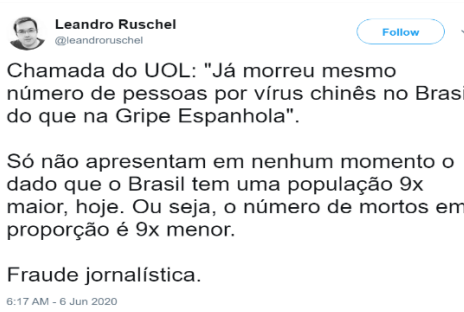 Leandro Ruschel
@leandroruschel
Follow
Chamada do UOL: "Já morreu mesmo
número de pessoas por vírus chinês no Brasi
do que na Gripe Espanhola".
Só não apresentam em nenhum momento o
dado que o Brasil tem uma população 9x
maior, hoje. Ou seja, o número de mortos em
proporção é 9x menor.
Fraude jornalística.
6:17 AM - 6 Jun 2020